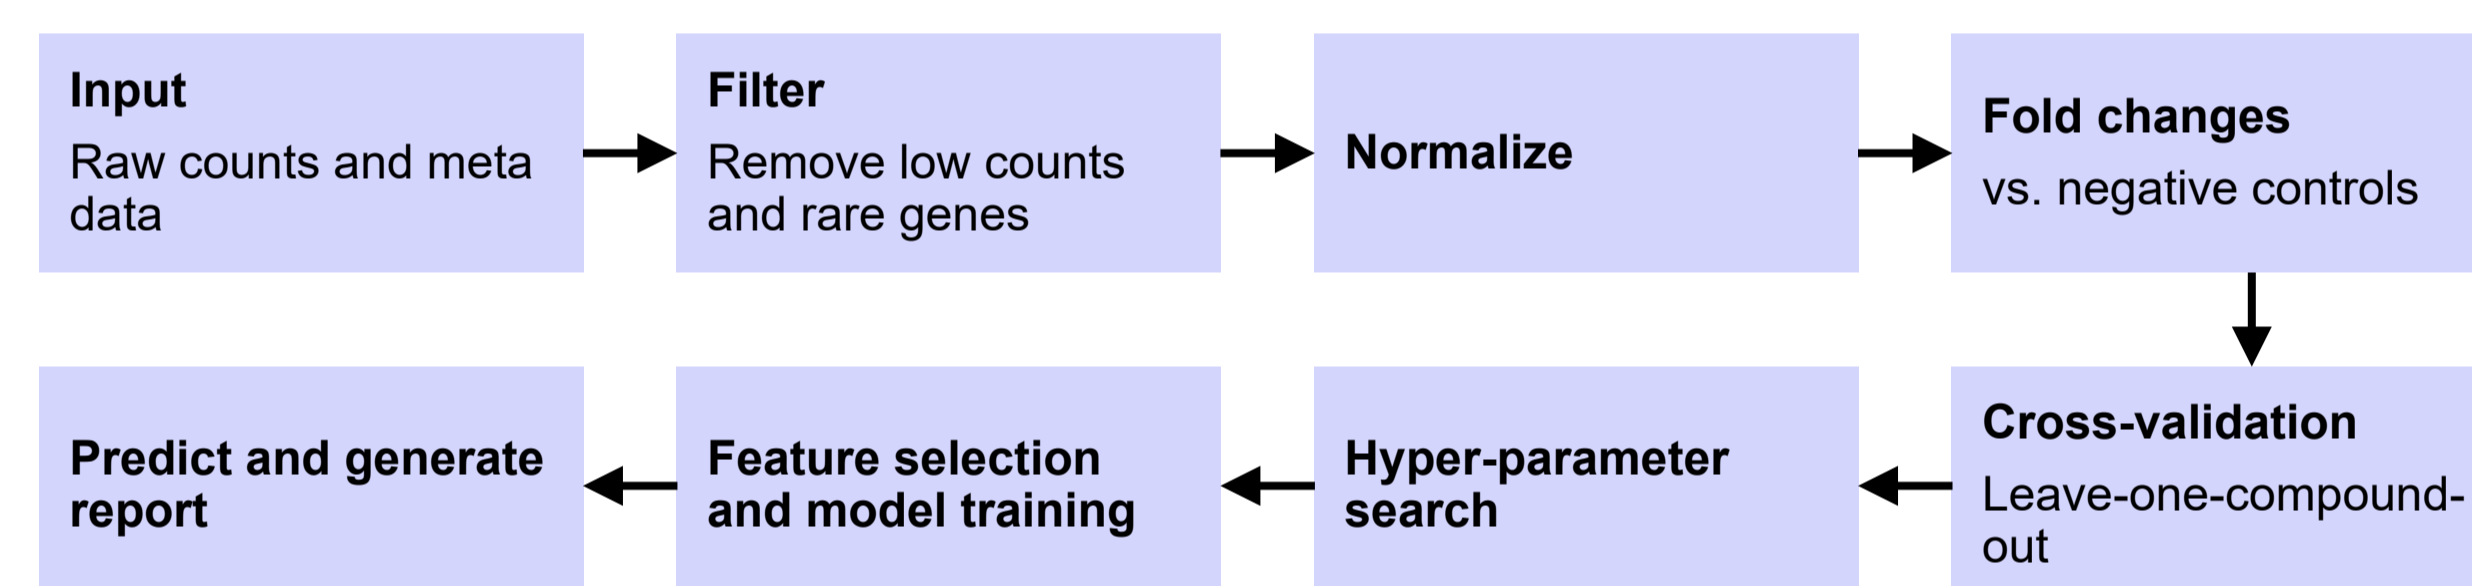 Input
Raw counts and meta
data
Filter
Remove low counts
and rare genes
Normalize
Fold changes
vs. negative controls
Cross-validation
Leave-one-compound-
out
Hyper-parameter
search
Feature selection
and model training
Predict and generate
report